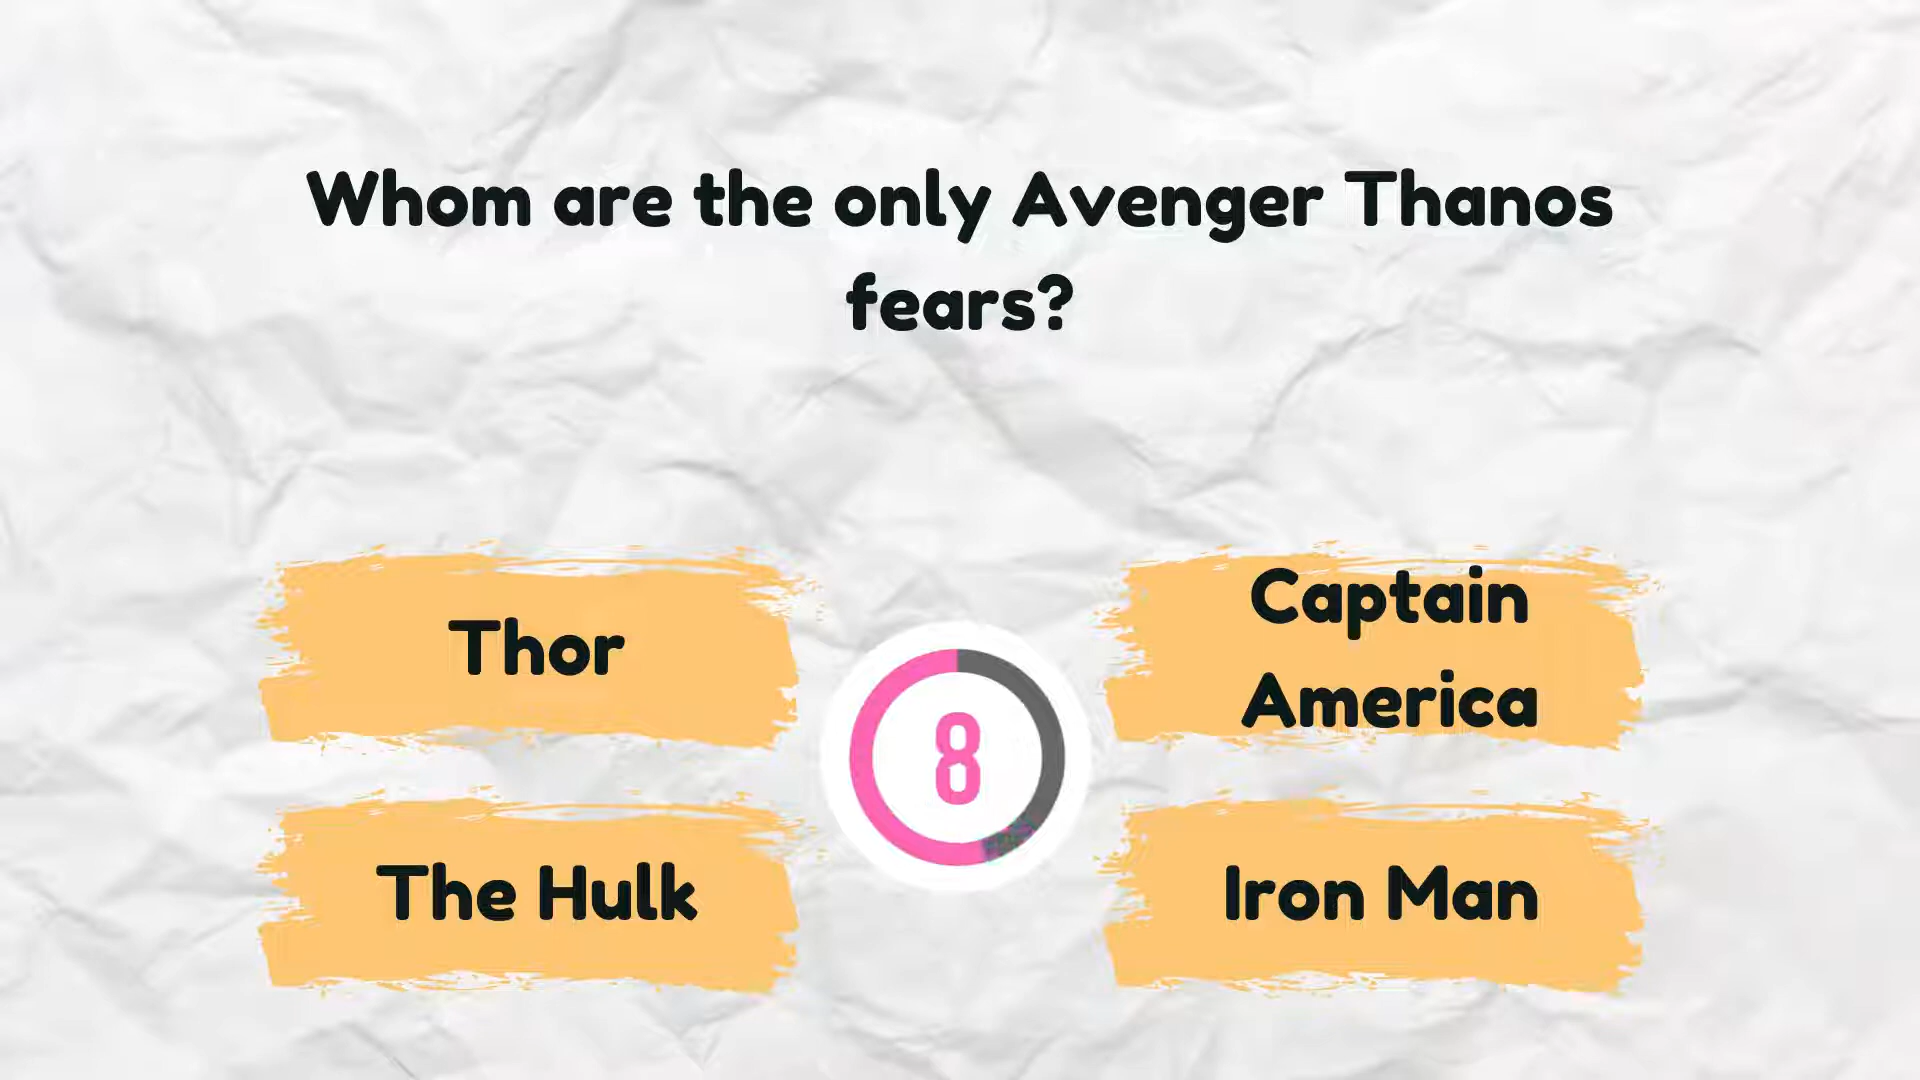 Whom are the only Avenger Thanos
fears?
Thor
Captain
America
8
The Hulk
Iron Man